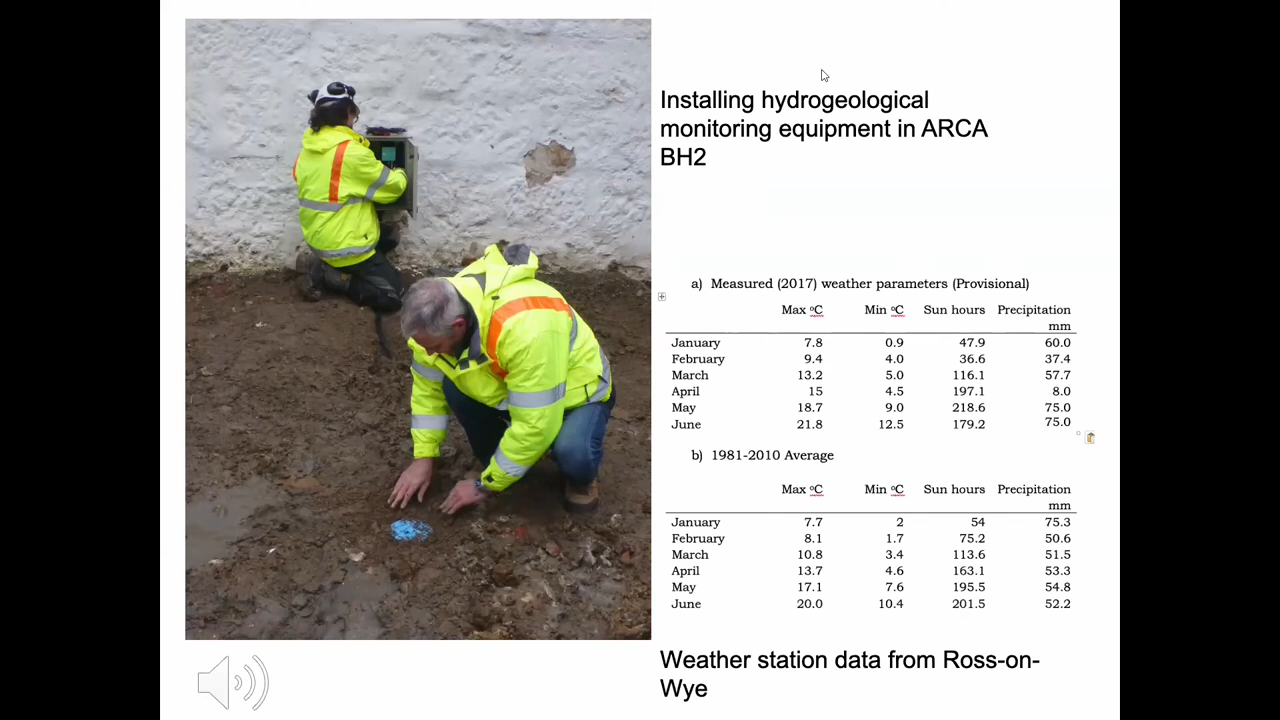 Installing hydrogeological
monitoring equipment in ARCA
BH2
a) Measured (2017) weather parameters (Provisional)
Max °C Min °C Sun hours Precipitation
mm
January 7.8 0.9 47.9 60.0
February 9.4 4.0 36.6 37.4
March 13.2 5.0 116.1 57.7
April 15 4.5 197.1 8.0
May 18.7 9.0 218.6 75.0
June 21.8 12.5 179.2 75.0
b) 1981-2010 Average
Max °C Min °C Sun hours Precipitation
mm
January 7.7 2 54 75.3
February 8.1 1.7 75.2 50.6
March 10.8 3.4 113.6 51.5
April 13.7 4.6 163.1 53.3
May 17.1 7.6 195.5 54.8
June 20.0 10.4 201.5 52.2
Weather station data from Ross-on-
Wye